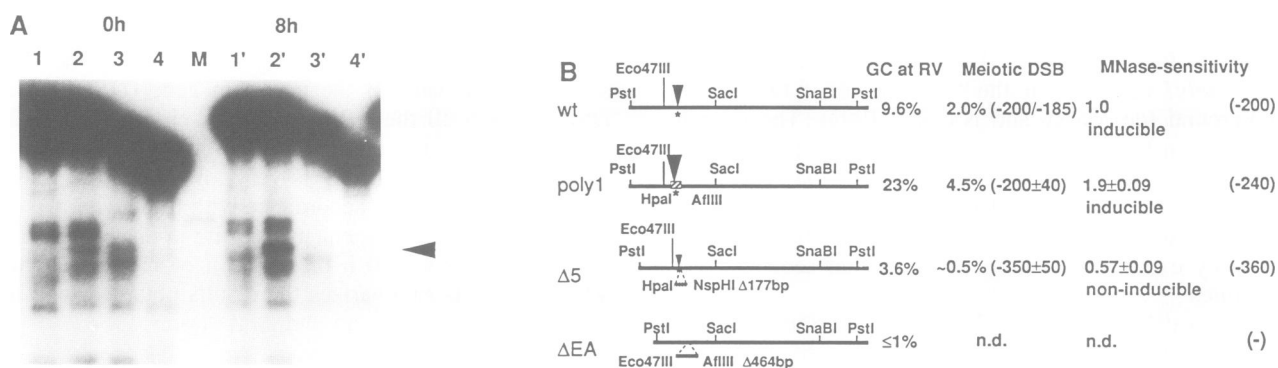 A
0h 8h
1 2 3 4 M 1' 2' 3' 4'
B
GC at RV Meiotic DSB MNase-sensitivity
Eco47III
PstI SacI SnaBI PstI
wt
*
9.6% 2.0% (-200/-185) 1.0 (-200)
inducible
Eco47III
PstI SacI SnaBI PstI
poly1
*
HpaI AflIII
23% 4.5% (-200±40) 1.9±0.09 (-240)
inducible
Eco47III
PstI SacI SnaBI PstI
Δ5
HpaI NspHI Δ177bp
3.6% ~0.5% (-350±50) 0.57±0.09 (-360)
non-inducible
PstI SacI SnaBI PstI
ΔEA
Eco47III AflIII Δ464bp
≤1% n.d. n.d. (-)